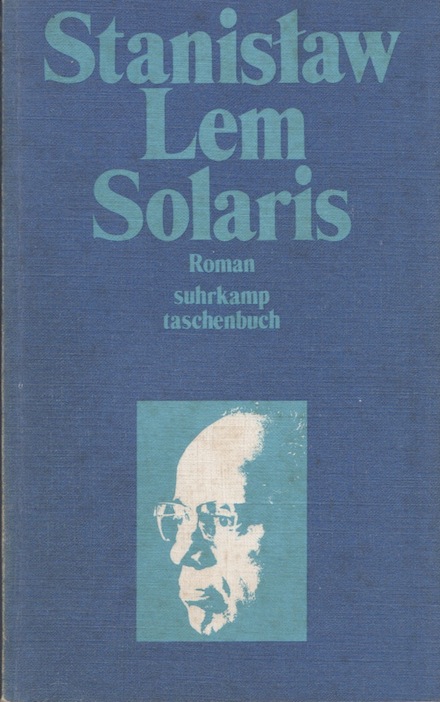 Stanisław
Lem
Solaris
Roman
suhrkamp
taschenbuch